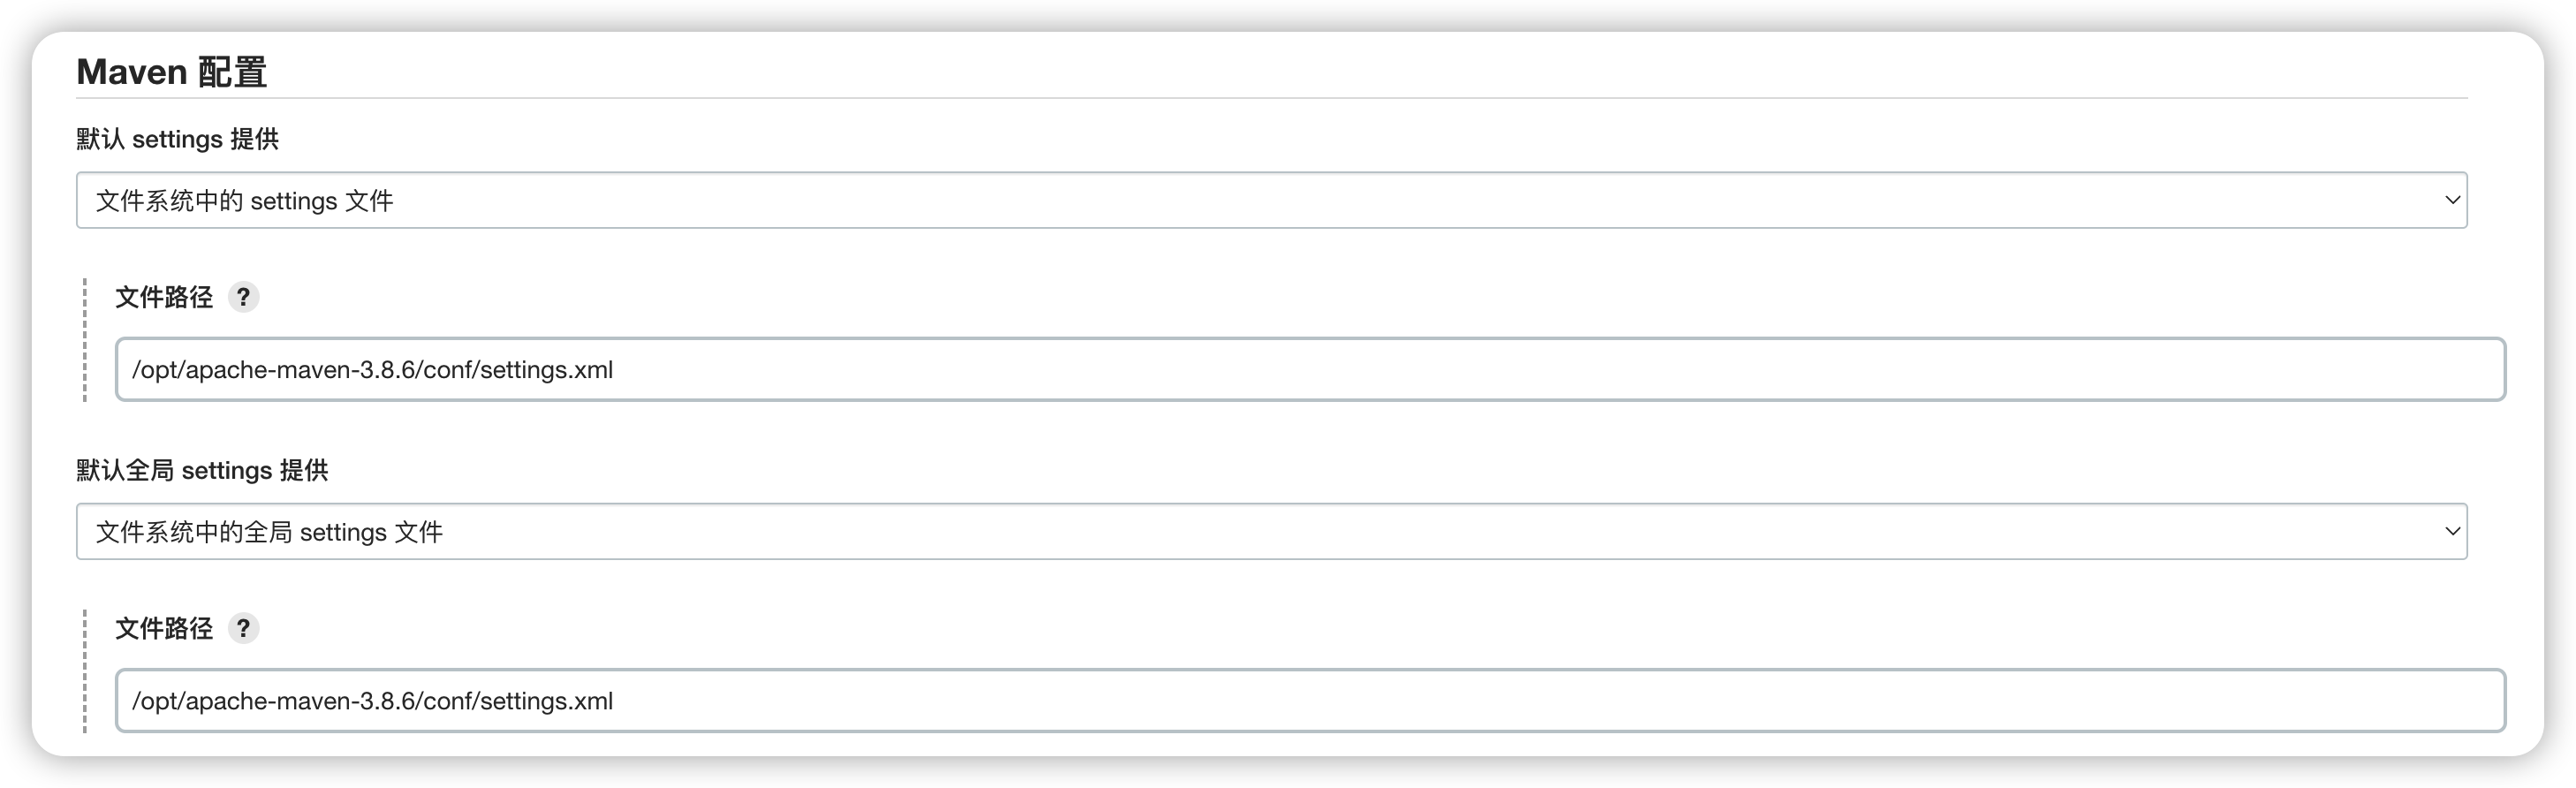 Maven 配置
默认 settings 提供
文件系统中的 settings 文件
文件路径 ?
/opt/apache-maven-3.8.6/conf/settings.xml
默认全局 settings 提供
文件系统中的全局 settings 文件
文件路径 ?
/opt/apache-maven-3.8.6/conf/settings.xml